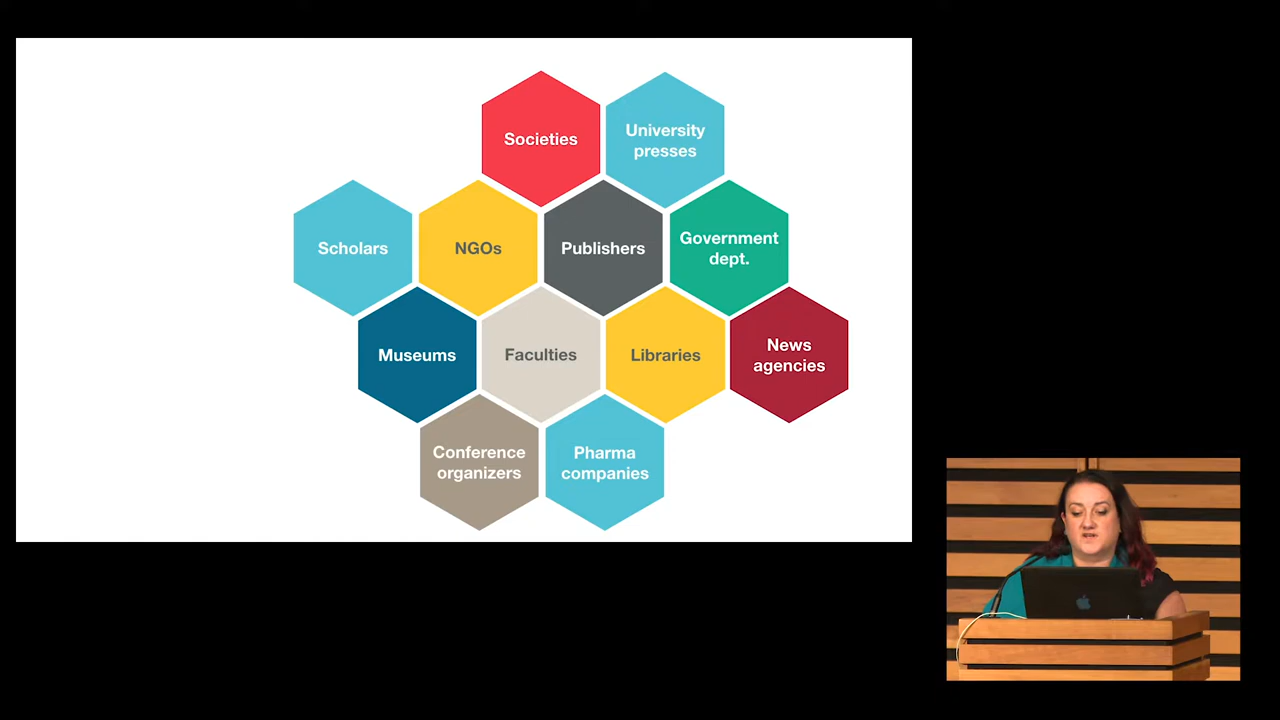 Societies
University
presses
Scholars
NGOs
Publishers
Government
dept.
Museums
Faculties
Libraries
News
agencies
Conference
organizers
Pharma
companies